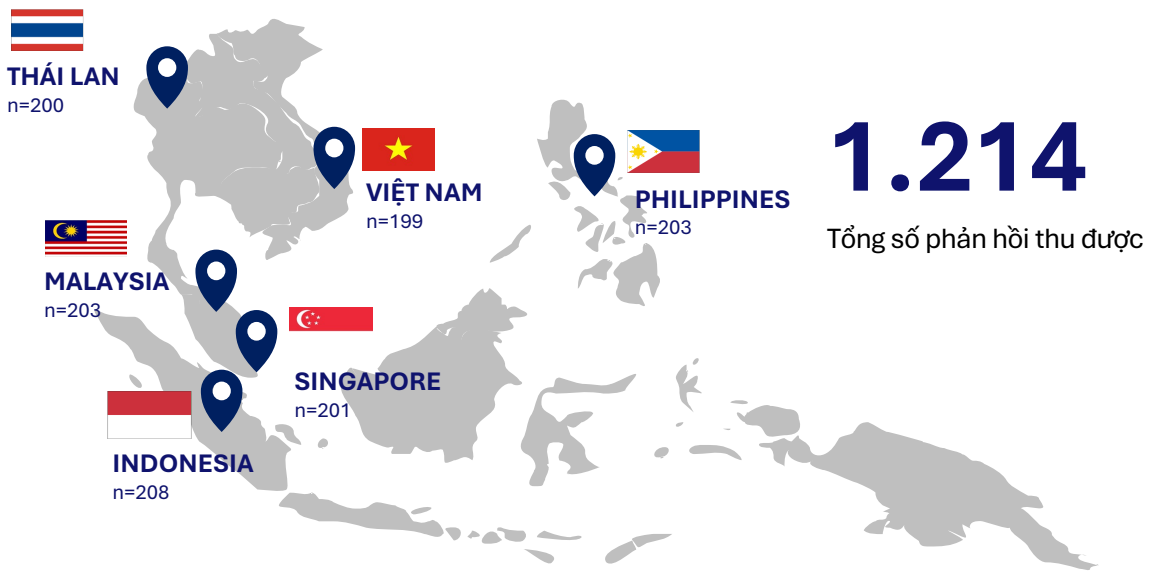 THÁI LAN
n=200
VIỆT NAM
n=199
PHILIPPINES
n=203
1.214
Tổng số phản hồi thu được
MALAYSIA
n=203
SINGAPORE
n=201
INDONESIA
n=208